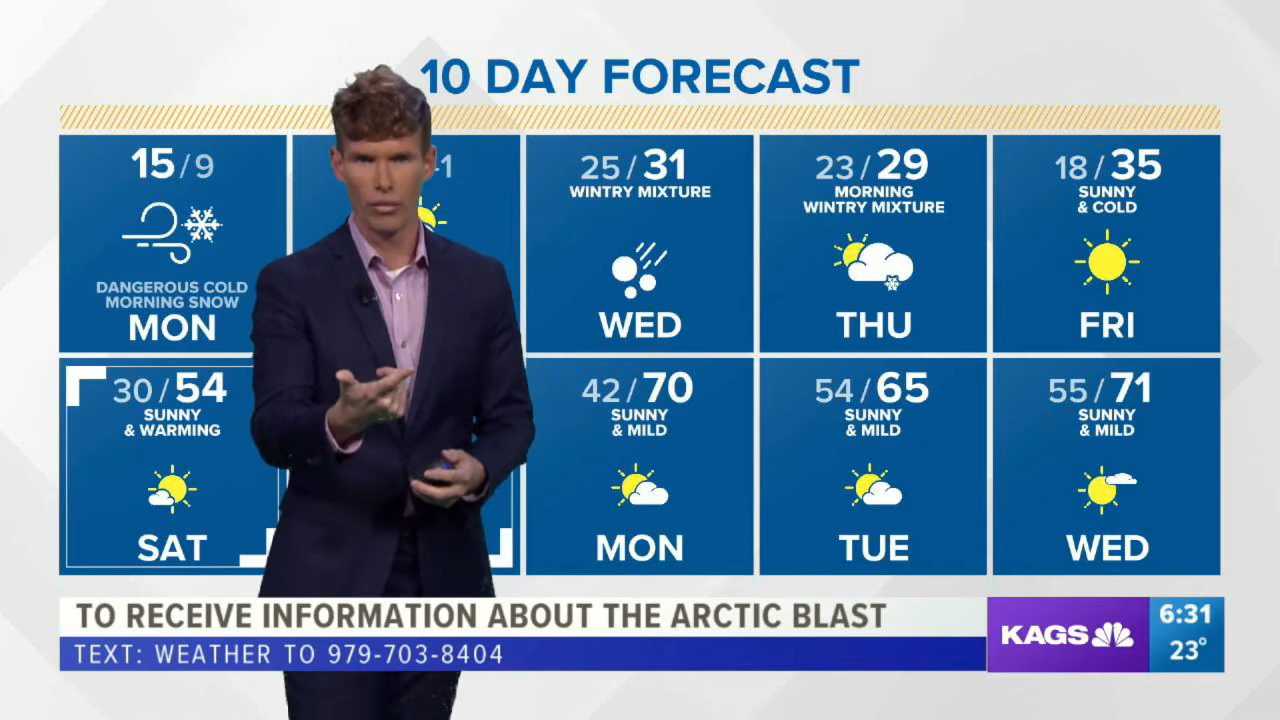 10 DAY FORECAST
15/9
DANGEROUS COLD
MORNING SNOW
MON
-1
25/31
WINTRY MIXTURE
WED
23/29
MORNING
WINTRY MIXTURE
THU
18/35
SUNNY
& COLD
FRI
30/54
SUNNY
& WARMING
SAT
42/70
SUNNY
& MILD
MON
54/65
SUNNY
& MILD
TUE
55/71
SUNNY
& MILD
WED
TO RECEIVE INFORMATION ABOUT THE ARCTIC BLAST
TEXT: WEATHER TO 979-703-8404
KAGS
6:31
23°